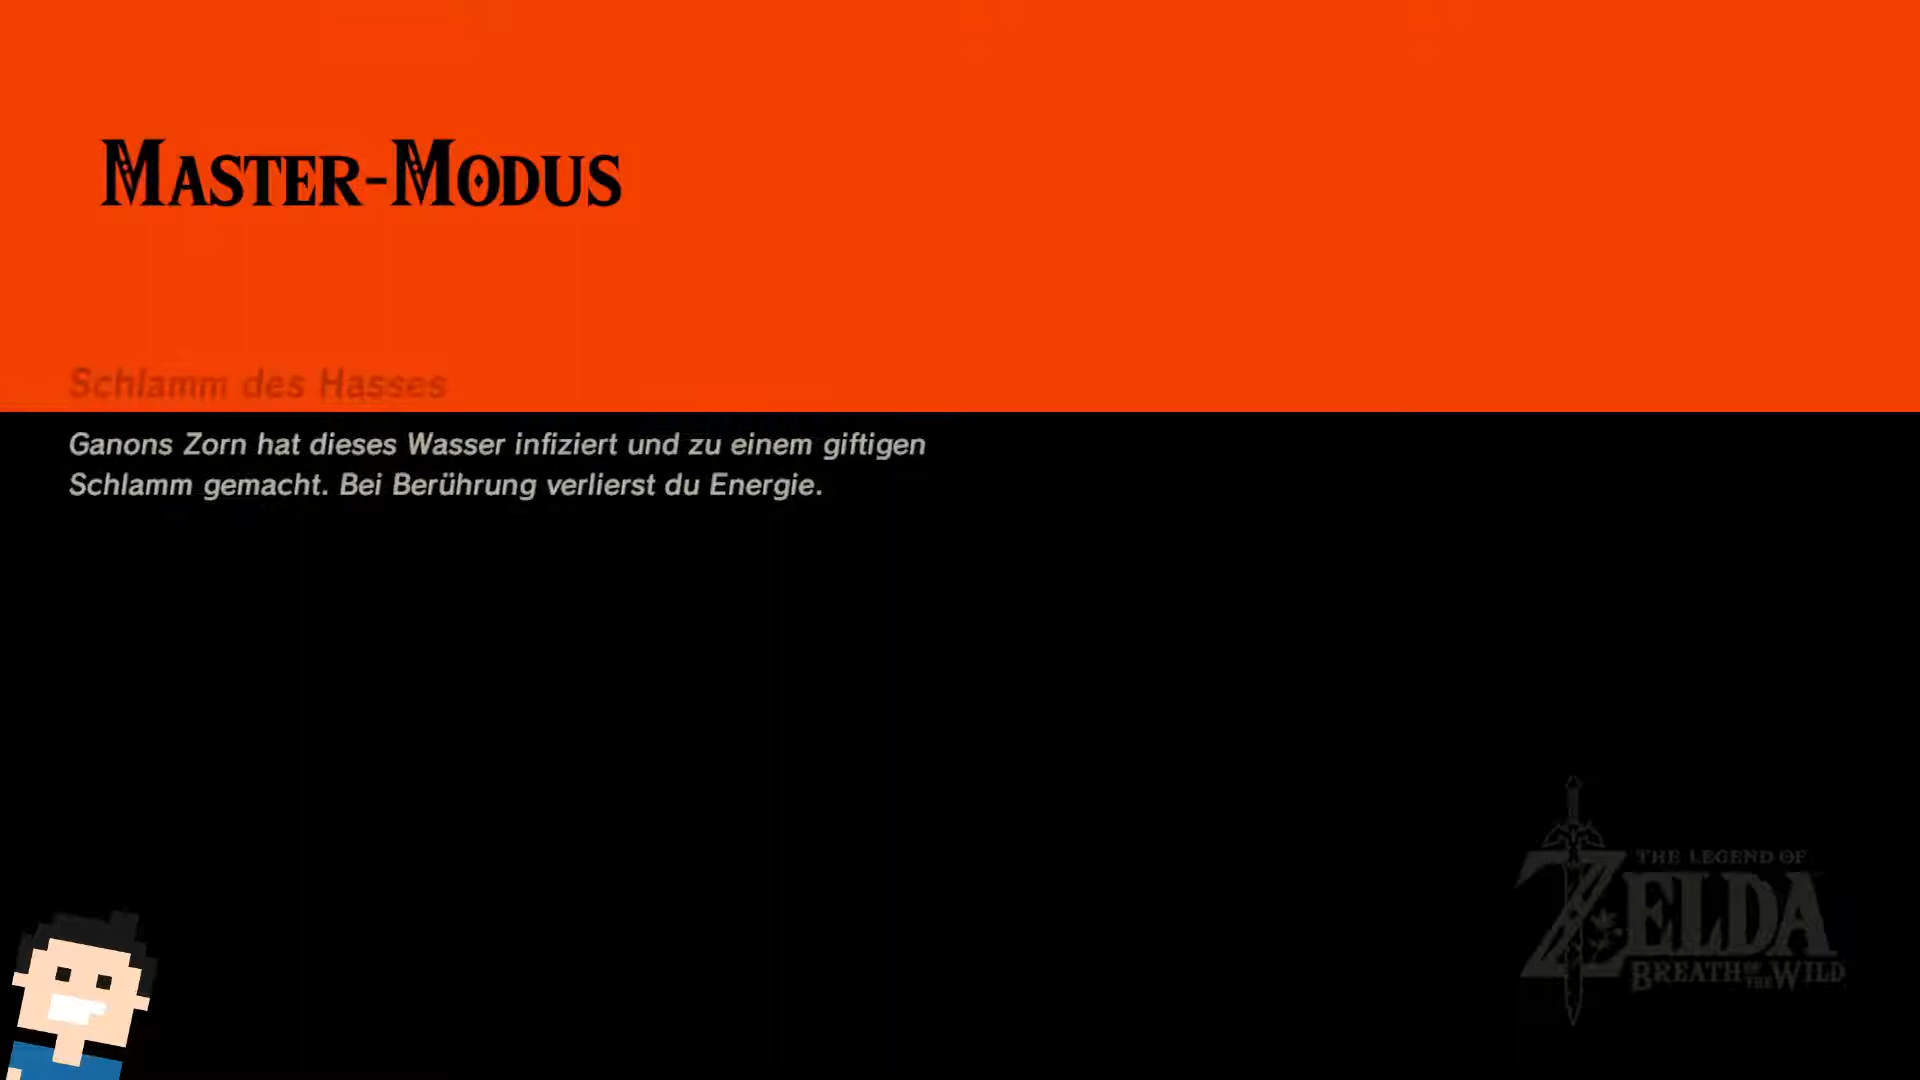 Master-Modus
Schlamm des Hasses
Ganons Zorn hat dieses Wasser infiziert und zu einem giftigen
Schlamm gemacht. Bei Berührung verlierst du Energie.
THE LEGEND OF
ZELDA
BREATH OF THE WILD